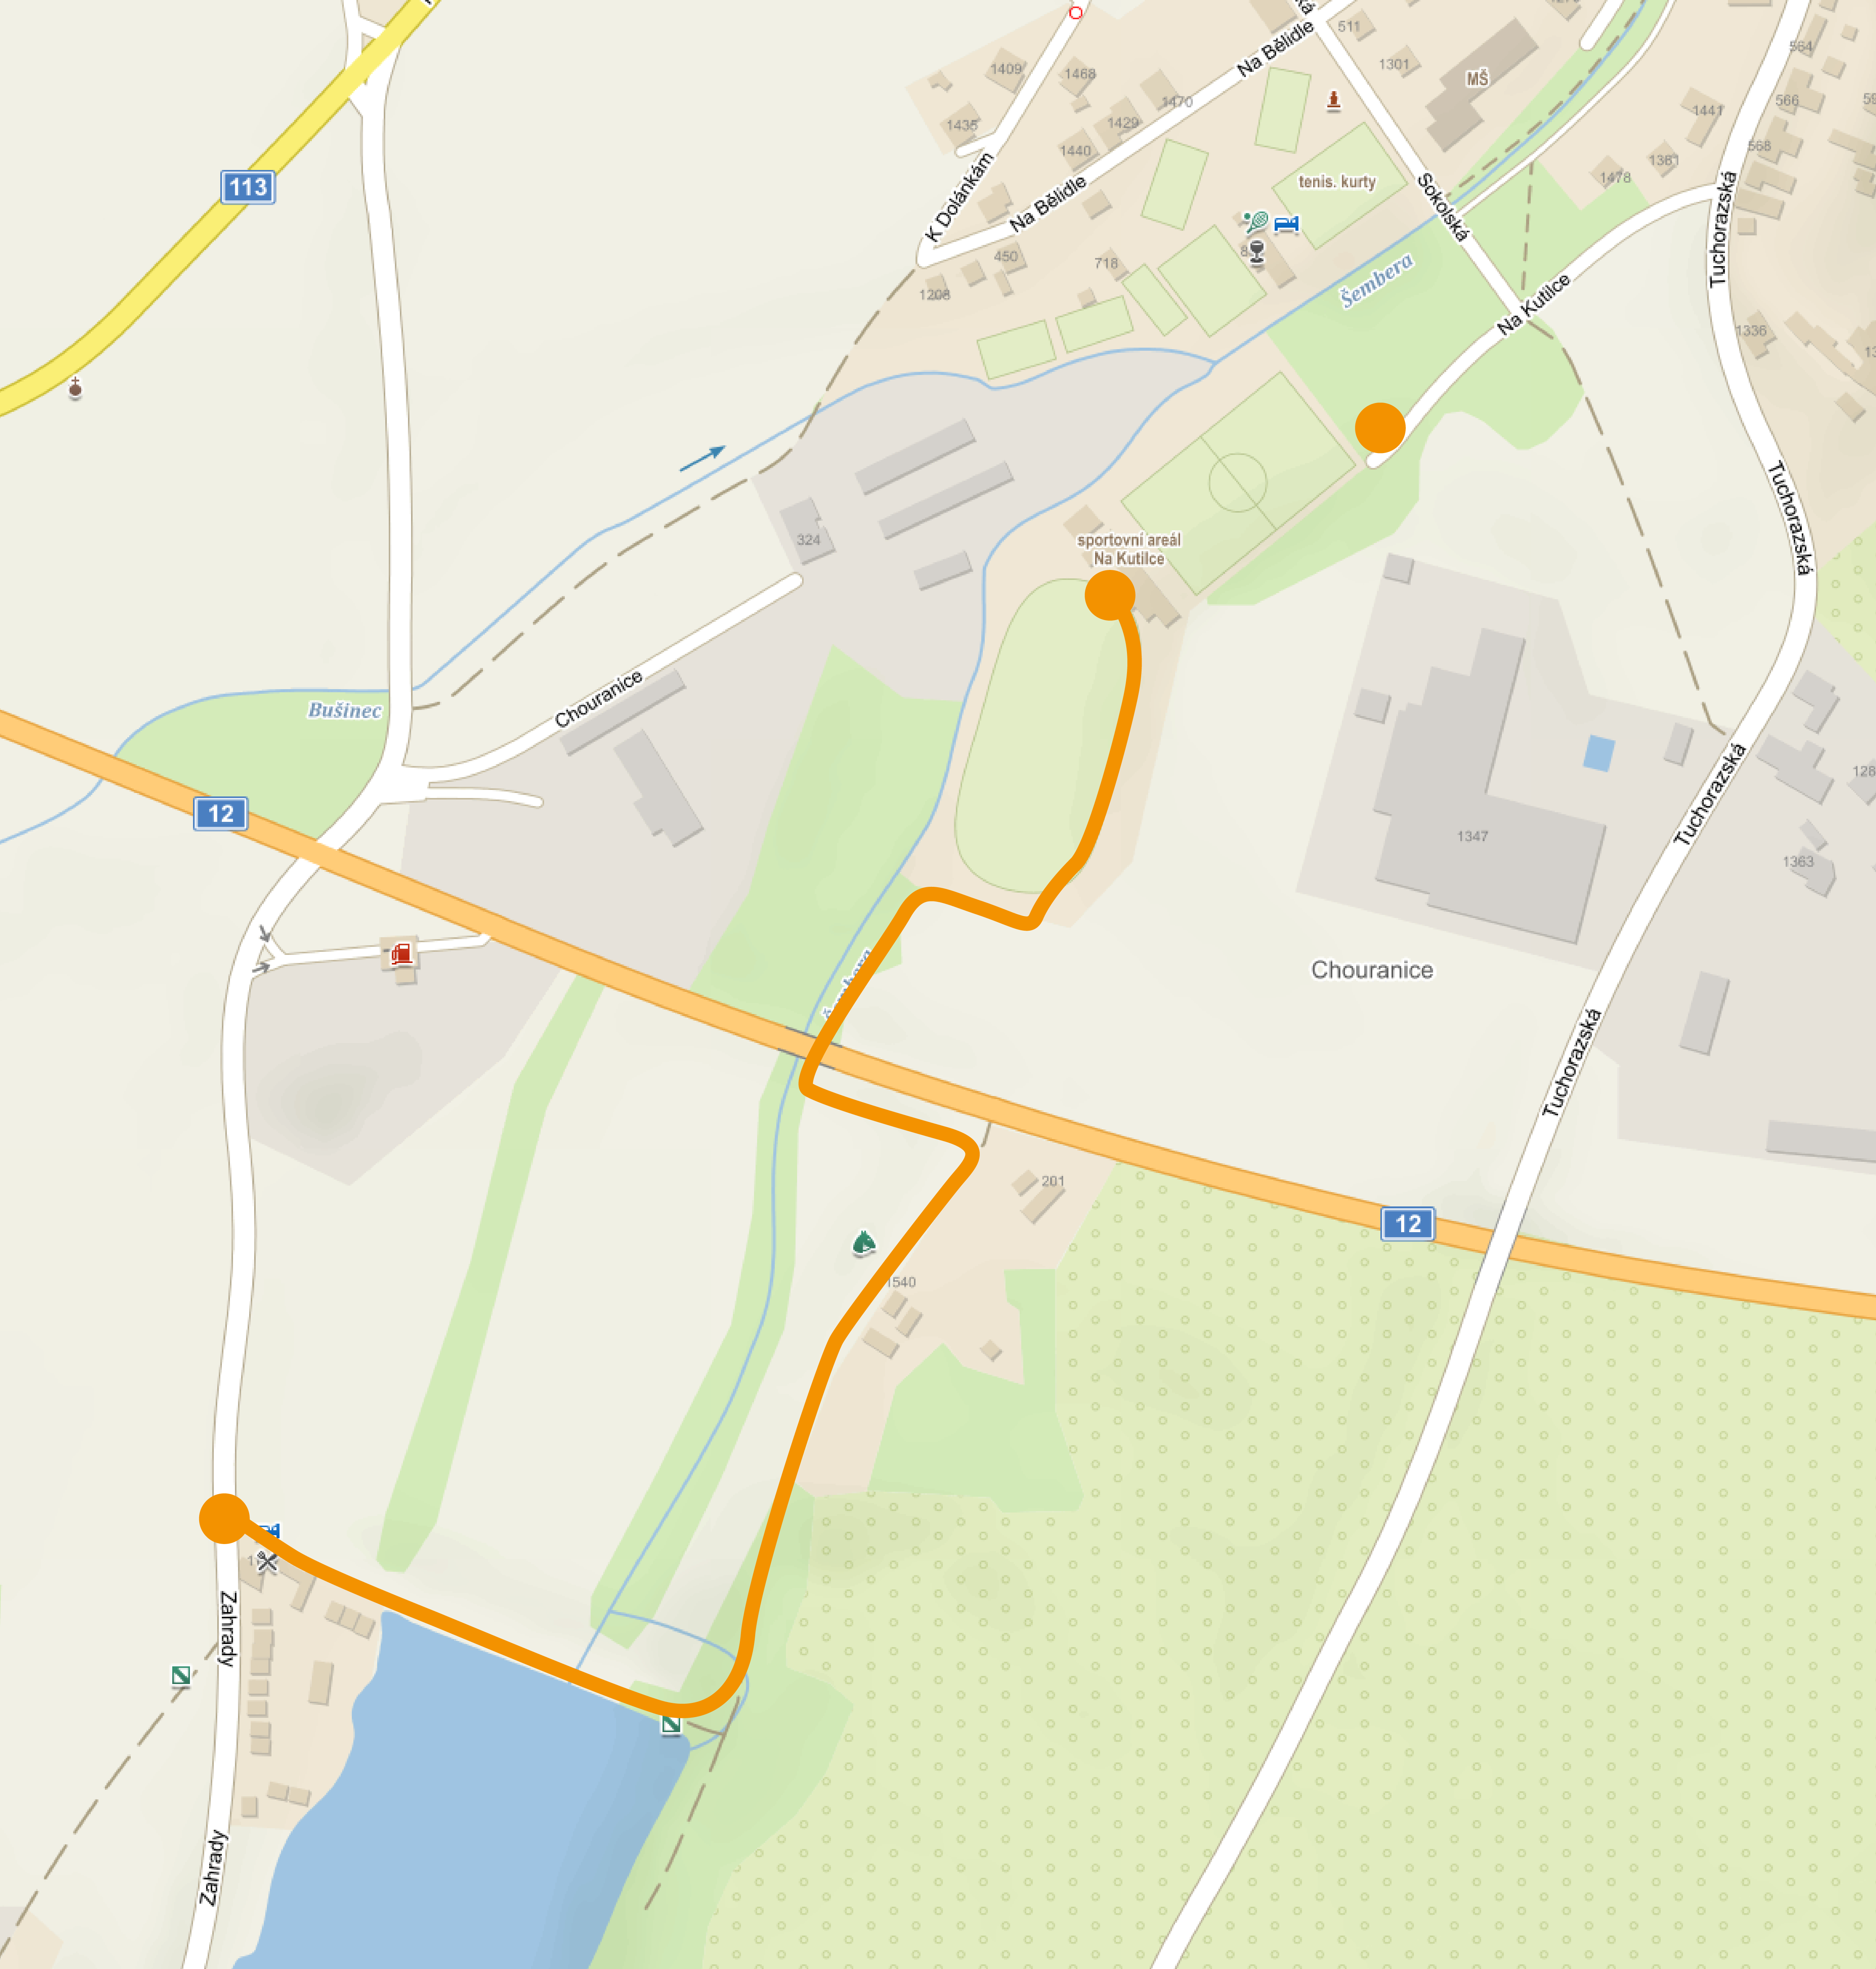 511
564
1409
1468
1301
MŠ
Na Bělidle
1470
566
1441
1435
1429
568
1440
1361
1478
tenis. kurty
113
K Dolánkám
Na Bělidle
Sokolská
Tuchorazská
450
718
Šembera
1208
Na Kutilce
1336
324
sportovní areál
Na Kutilce
Tuchorazská
Chouranice
Bušinec
Tuchorazská
12
1347
1363
Chouranice
Šembera
Tuchorazská
201
12
1540
Zahrady
Zahrady